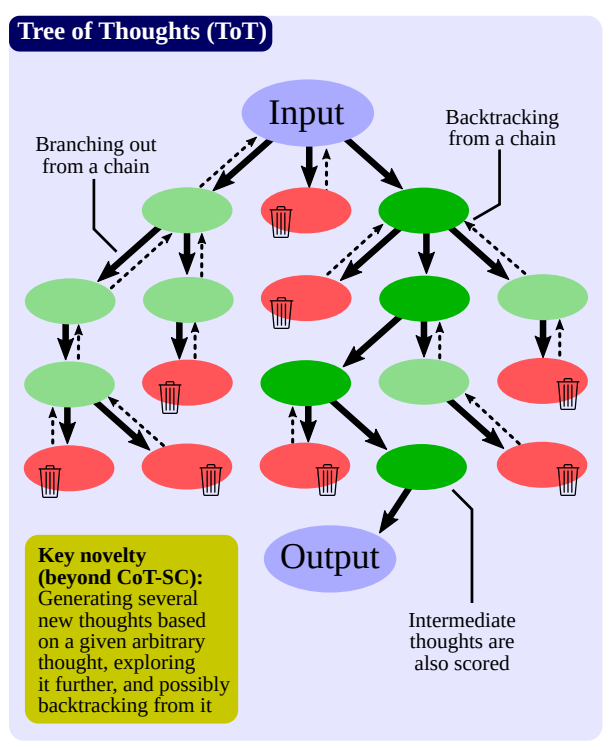 Tree of Thoughts (ToT)
Input
Branching out
from a chain
Backtracking
from a chain
Output
Key novelty
(beyond CoT-SC):
Generating several
new thoughts based
on a given arbitrary
thought, exploring
it further, and possibly
backtracking from it
Intermediate
thoughts are
also scored